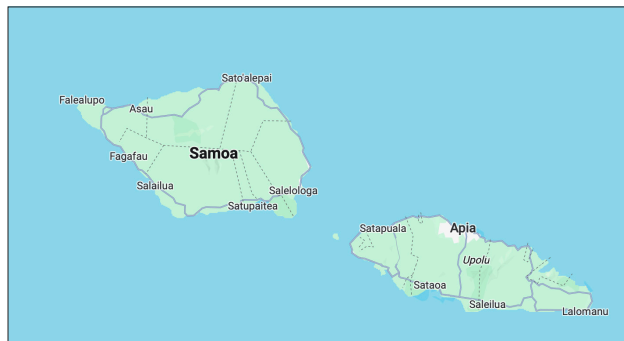 Sato'alepai
Falealupo
Asau
Samoa
Fagafau
Salailua
Salelologa
Satupaitea
Satapuala
Apia
Upolu
Sataoa
Saleilua
Lalomanu